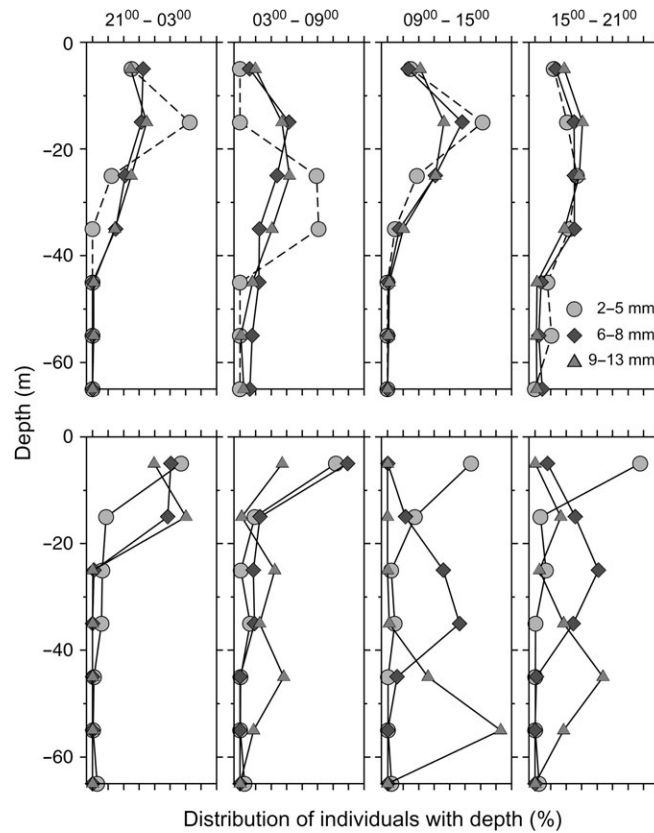 21⁰⁰ – 03⁰⁰
03⁰⁰ – 09⁰⁰
09⁰⁰ – 15⁰⁰
15⁰⁰ – 21⁰⁰
0
−20
−40
−60
2–5 mm
6–8 mm
9–13 mm
Depth (m)
0
−20
−40
−60
Distribution of individuals with depth (%)